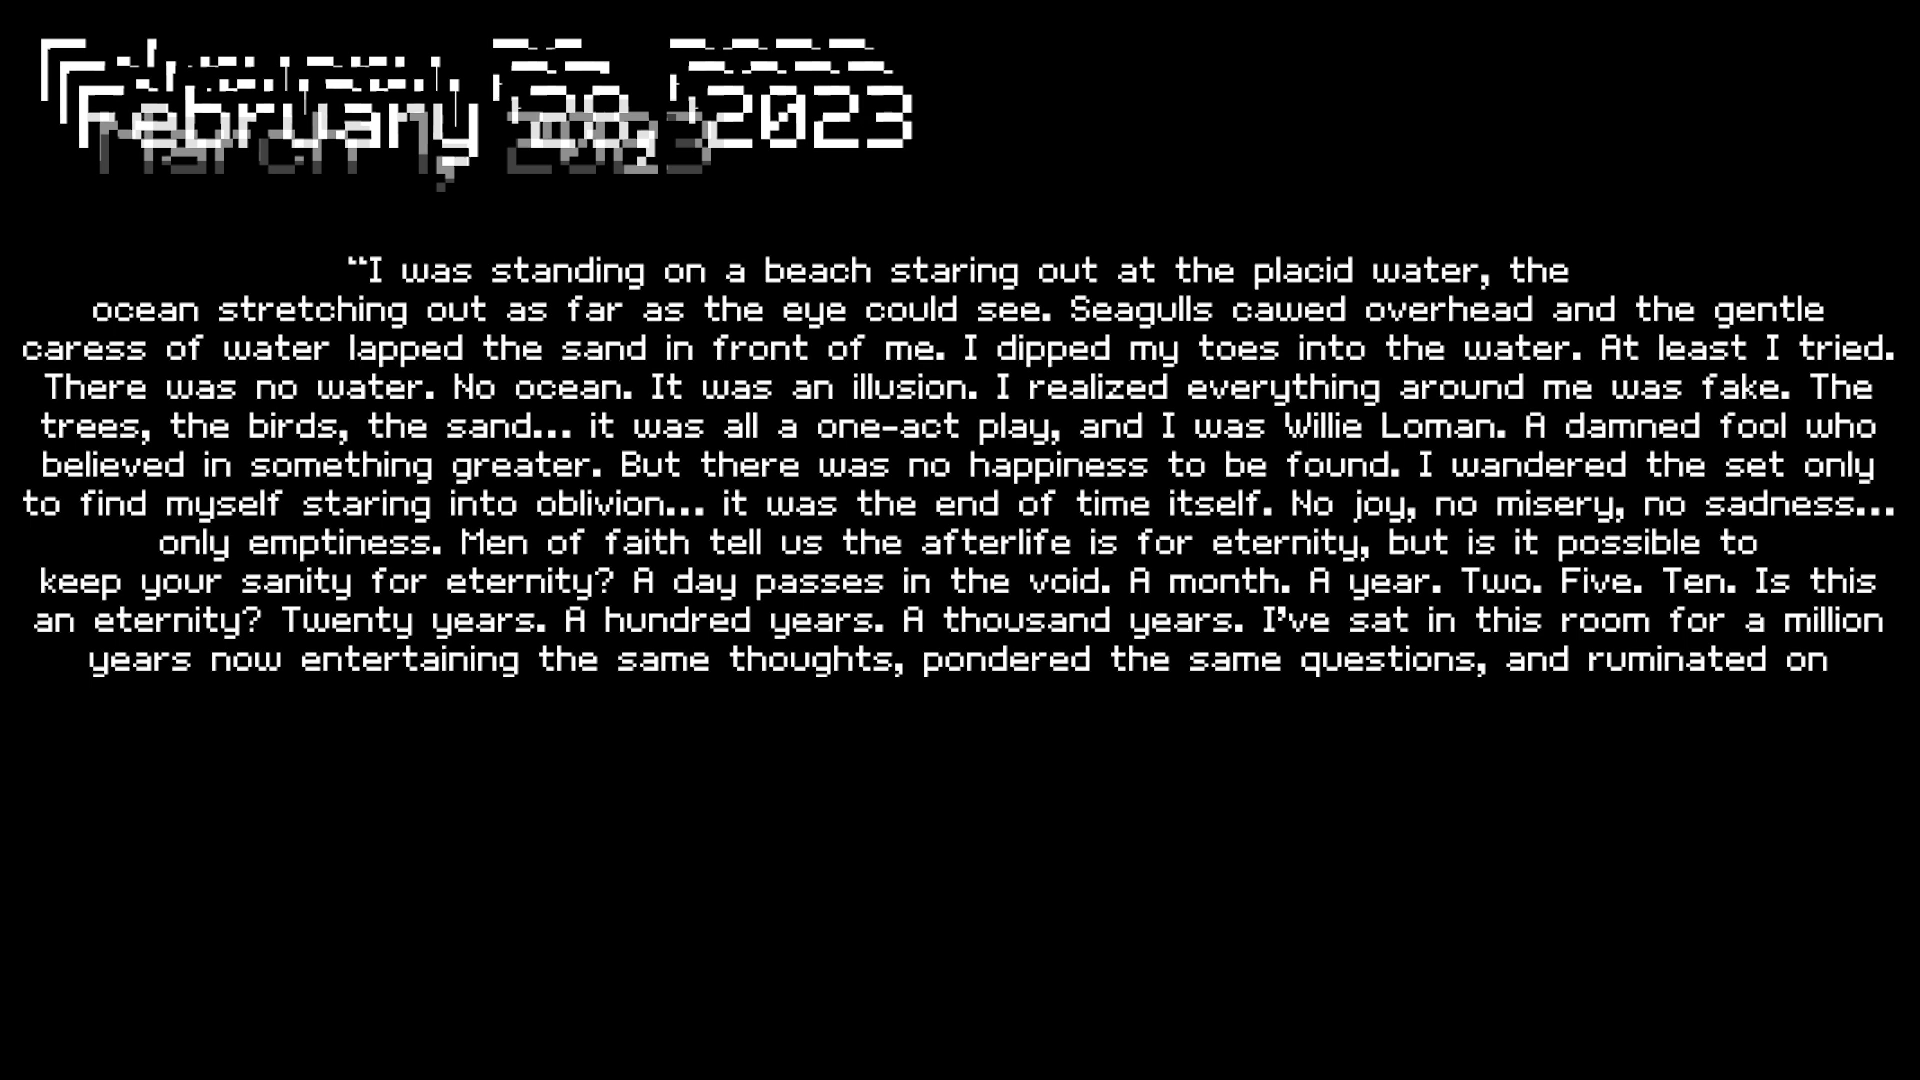 February 28, 2023
March 1, 2023
“I was standing on a beach staring out at the placid water, the
ocean stretching out as far as the eye could see. Seagulls cawed overhead and the gentle
caress of water lapped the sand in front of me. I dipped my toes into the water. At least I tried.
There was no water. No ocean. It was an illusion. I realized everything around me was fake. The
trees, the birds, the sand... it was all a one-act play, and I was Willie Loman. A damned fool who
believed in something greater. But there was no happiness to be found. I wandered the set only
to find myself staring into oblivion... it was the end of time itself. No joy, no misery, no sadness...
only emptiness. Men of faith tell us the afterlife is for eternity, but is it possible to
keep your sanity for eternity? A day passes in the void. A month. A year. Two. Five. Ten. Is this
an eternity? Twenty years. A hundred years. A thousand years. I’ve sat in this room for a million
years now entertaining the same thoughts, pondered the same questions, and ruminated on